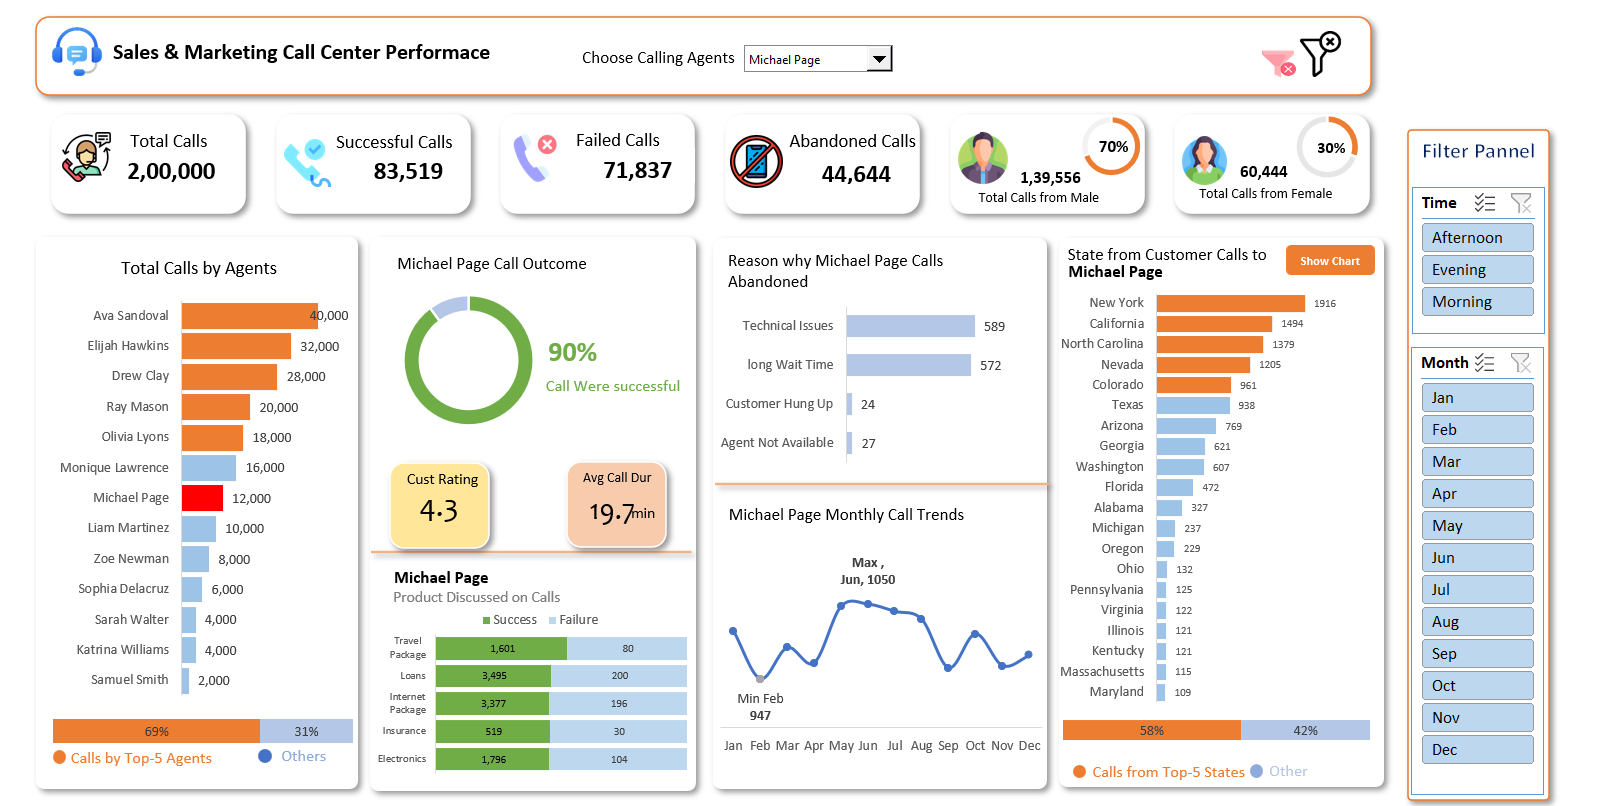 Sales & Marketing Call Center Performace
Choose Calling Agents
Michael Page
Total Calls
2,00,000
Successful Calls
83,519
Failed Calls
71,837
Abandoned Calls
44,644
70%
1,39,556
Total Calls from Male
30%
60,444
Total Calls from Female
Total Calls by Agents
Ava Sandoval 40,000
Elijah Hawkins 32,000
Drew Clay 28,000
Ray Mason 20,000
Olivia Lyons 18,000
Monique Lawrence 16,000
Michael Page 12,000
Liam Martinez 10,000
Zoe Newman 8,000
Sophia Delacruz 6,000
Sarah Walter 4,000
Katrina Williams 4,000
Samuel Smith 2,000
69% 31%
Calls by Top-5 Agents Others
Michael Page Call Outcome
90%
Call Were successful
Cust Rating
4.3
Avg Call Dur
19.7min
Michael Page
Product Discussed on Calls
Success Failure
Travel
Package
1,601 80
Loans 3,495 200
Internet
Package
3,377 196
Insurance 519 30
Electronics 1,796 104
Reason why Michael Page Calls
Abandoned
Technical Issues 589
long Wait Time 572
Customer Hung Up 24
Agent Not Available 27
Michael Page Monthly Call Trends
Max ,
Jun, 1050
Min Feb
947
Jan Feb Mar Apr May Jun Jul Aug Sep Oct Nov Dec
State from Customer Calls to
Michael Page
Show Chart
New York 1916
California 1494
North Carolina 1379
Nevada 1205
Colorado 961
Texas 938
Arizona 769
Georgia 621
Washington 607
Florida 472
Alabama 327
Michigan 237
Oregon 229
Ohio 132
Pennsylvania 125
Virginia 122
Illinois 121
Kentucky 121
Massachusetts 115
Maryland 109
58% 42%
Calls from Top-5 States Other
Filter Pannel
Time
Afternoon
Evening
Morning
Month
Jan
Feb
Mar
Apr
May
Jun
Jul
Aug
Sep
Oct
Nov
Dec